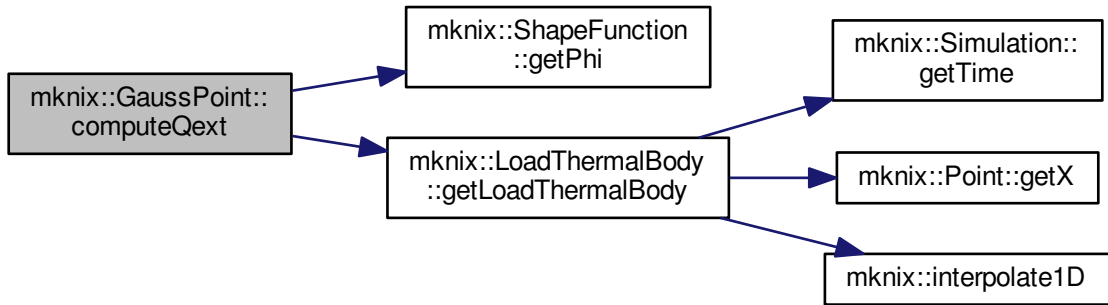 mknix::GaussPoint::
computeQext
mknix::ShapeFunction
::getPhi
mknix::LoadThermalBody
::getLoadThermalBody
mknix::Simulation::
getTime
mknix::Point::getX
mknix::interpolate1D